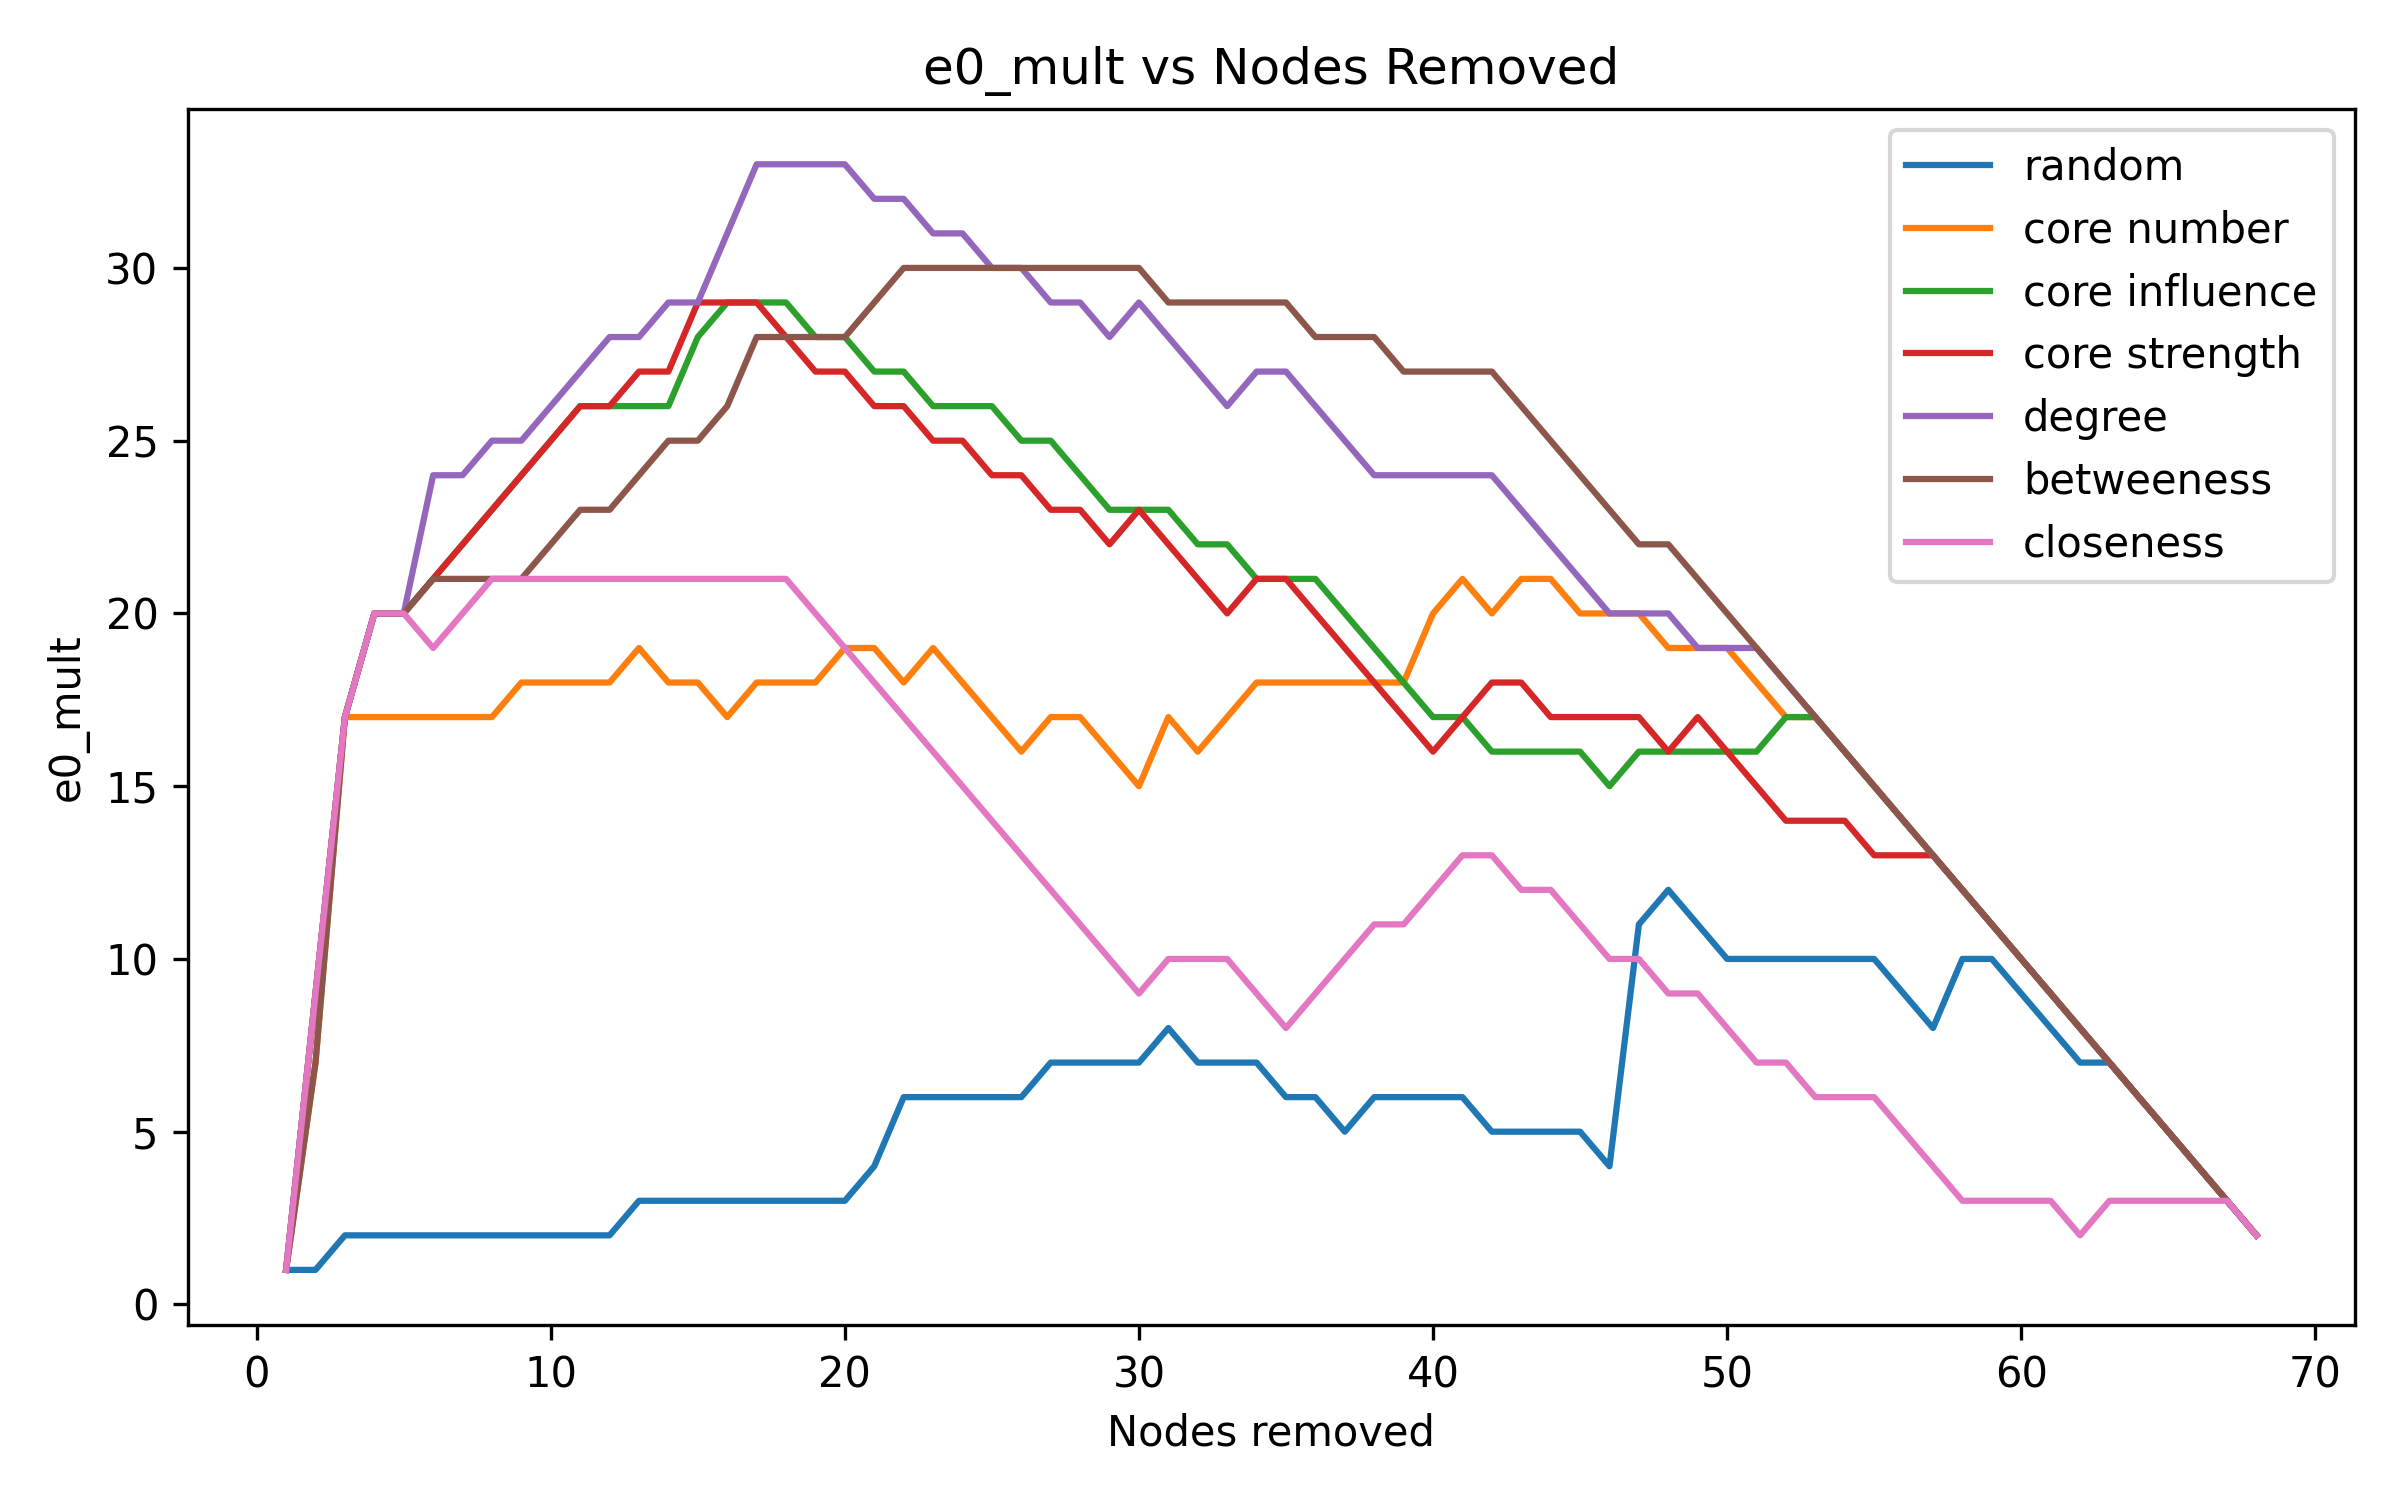 e0_mult vs Nodes Removed
random
core number
core influence
core strength
degree
betweeness
closeness
e0_mult
30
25
20
15
10
5
0
0 10 20 30 40 50 60 70
Nodes removed